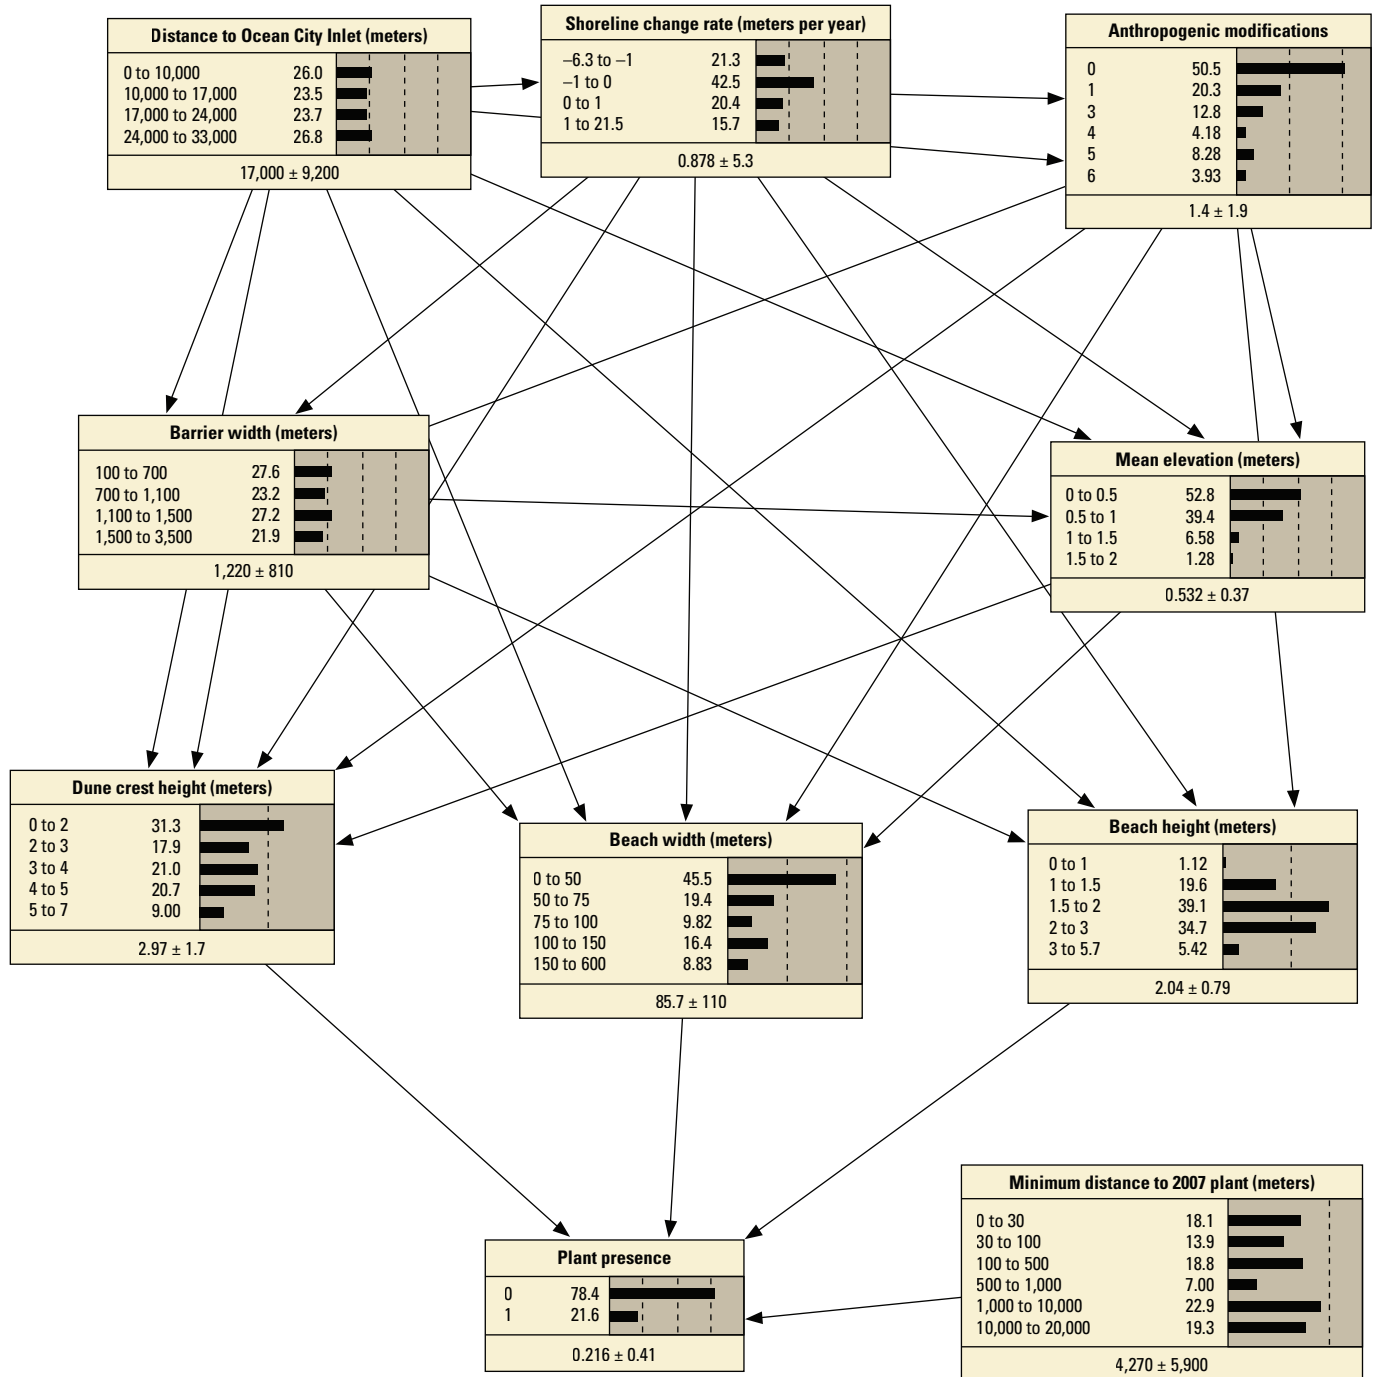 Distance to Ocean City Inlet (meters)
0 to 10,000 26.0
10,000 to 17,000 23.5
17,000 to 24,000 23.7
24,000 to 33,000 26.8
17,000 ± 9,200
Shoreline change rate (meters per year)
–6.3 to –1 21.3
–1 to 0 42.5
0 to 1 20.4
1 to 21.5 15.7
0.878 ± 5.3
Anthropogenic modifications
0 50.5
1 20.3
3 12.8
4 4.18
5 8.28
6 3.93
1.4 ± 1.9
Barrier width (meters)
100 to 700 27.6
700 to 1,100 23.2
1,100 to 1,500 27.2
1,500 to 3,500 21.9
1,220 ± 810
Mean elevation (meters)
0 to 0.5 52.8
0.5 to 1 39.4
1 to 1.5 6.58
1.5 to 2 1.28
0.532 ± 0.37
Dune crest height (meters)
0 to 2 31.3
2 to 3 17.9
3 to 4 21.0
4 to 5 20.7
5 to 7 9.00
2.97 ± 1.7
Beach width (meters)
0 to 50 45.5
50 to 75 19.4
75 to 100 9.82
100 to 150 16.4
150 to 600 8.83
85.7 ± 110
Beach height (meters)
0 to 1 1.12
1 to 1.5 19.6
1.5 to 2 39.1
2 to 3 34.7
3 to 5.7 5.42
2.04 ± 0.79
Plant presence
0 78.4
1 21.6
0.216 ± 0.41
Minimum distance to 2007 plant (meters)
0 to 30 18.1
30 to 100 13.9
100 to 500 18.8
500 to 1,000 7.00
1,000 to 10,000 22.9
10,000 to 20,000 19.3
4,270 ± 5,900